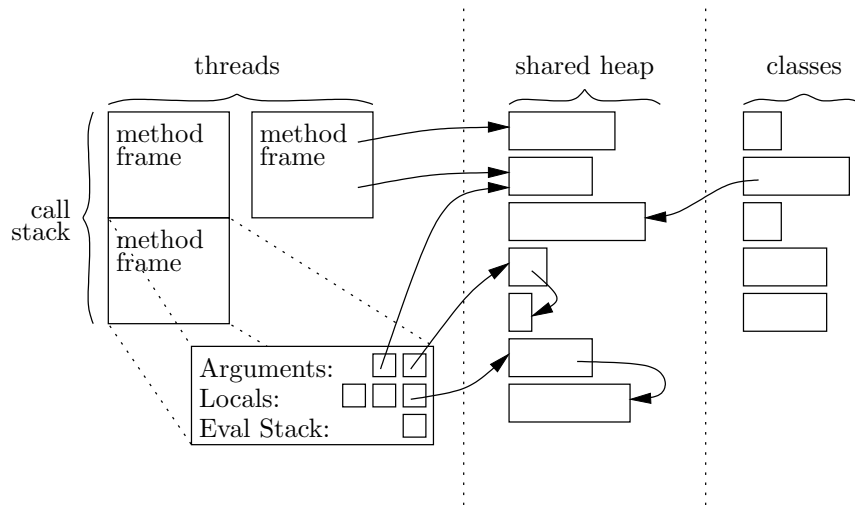 threads
shared heap
classes
method
frame
method
frame
call
stack
method
frame
Arguments:
Locals:
Eval Stack: